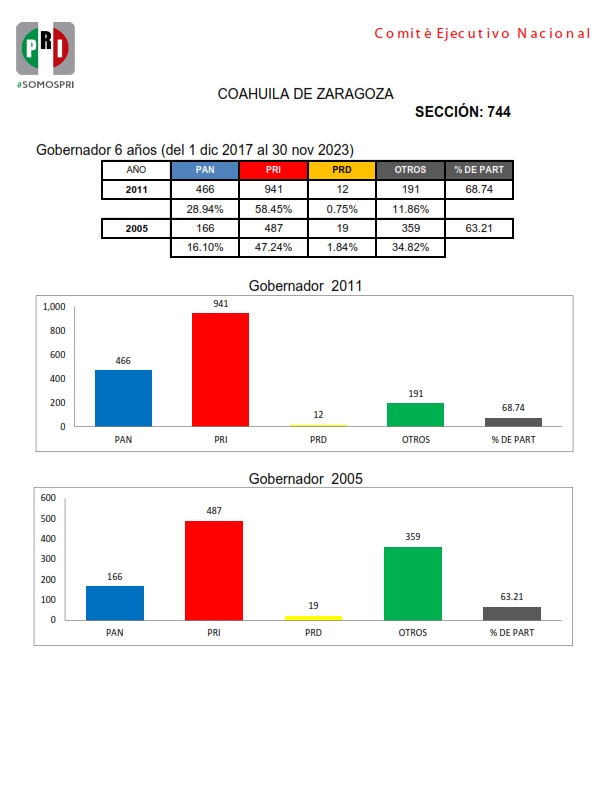 PRI
#SOMOSPRI
Comité Ejecutivo Nacional
COAHUILA DE ZARAGOZA
SECCIÓN: 744
Gobernador 6 años (del 1 dic 2017 al 30 nov 2023)
AÑO PAN PRI PRD OTROS % DE PART
2011 466 941 12 191 68.74
28.94% 58.45% 0.75% 11.86%
2005 166 487 19 359 63.21
16.10% 47.24% 1.84% 34.82%
Gobernador 2011
1,000
800
600
400
200
0
466
941
12
191
68.74
PAN PRI PRD OTROS % DE PART
Gobernador 2005
600
500
400
300
200
100
0
166
487
19
359
63.21
PAN PRI PRD OTROS % DE PART